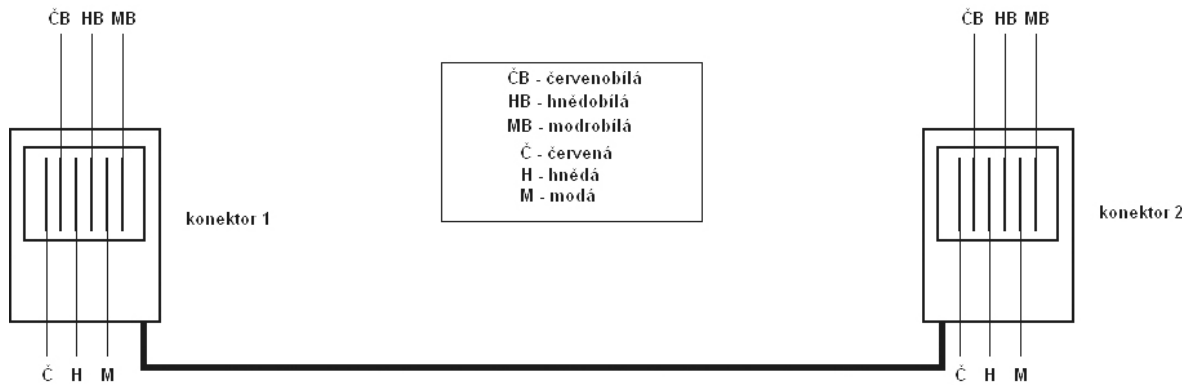 ČB HB MB
ČB HB MB
ČB - červenobílá
HB - hnědobílá
MB - modrobílá
Č - červená
H - hnědá
M - modá
konektor 1
konektor 2
Č H M
Č H M